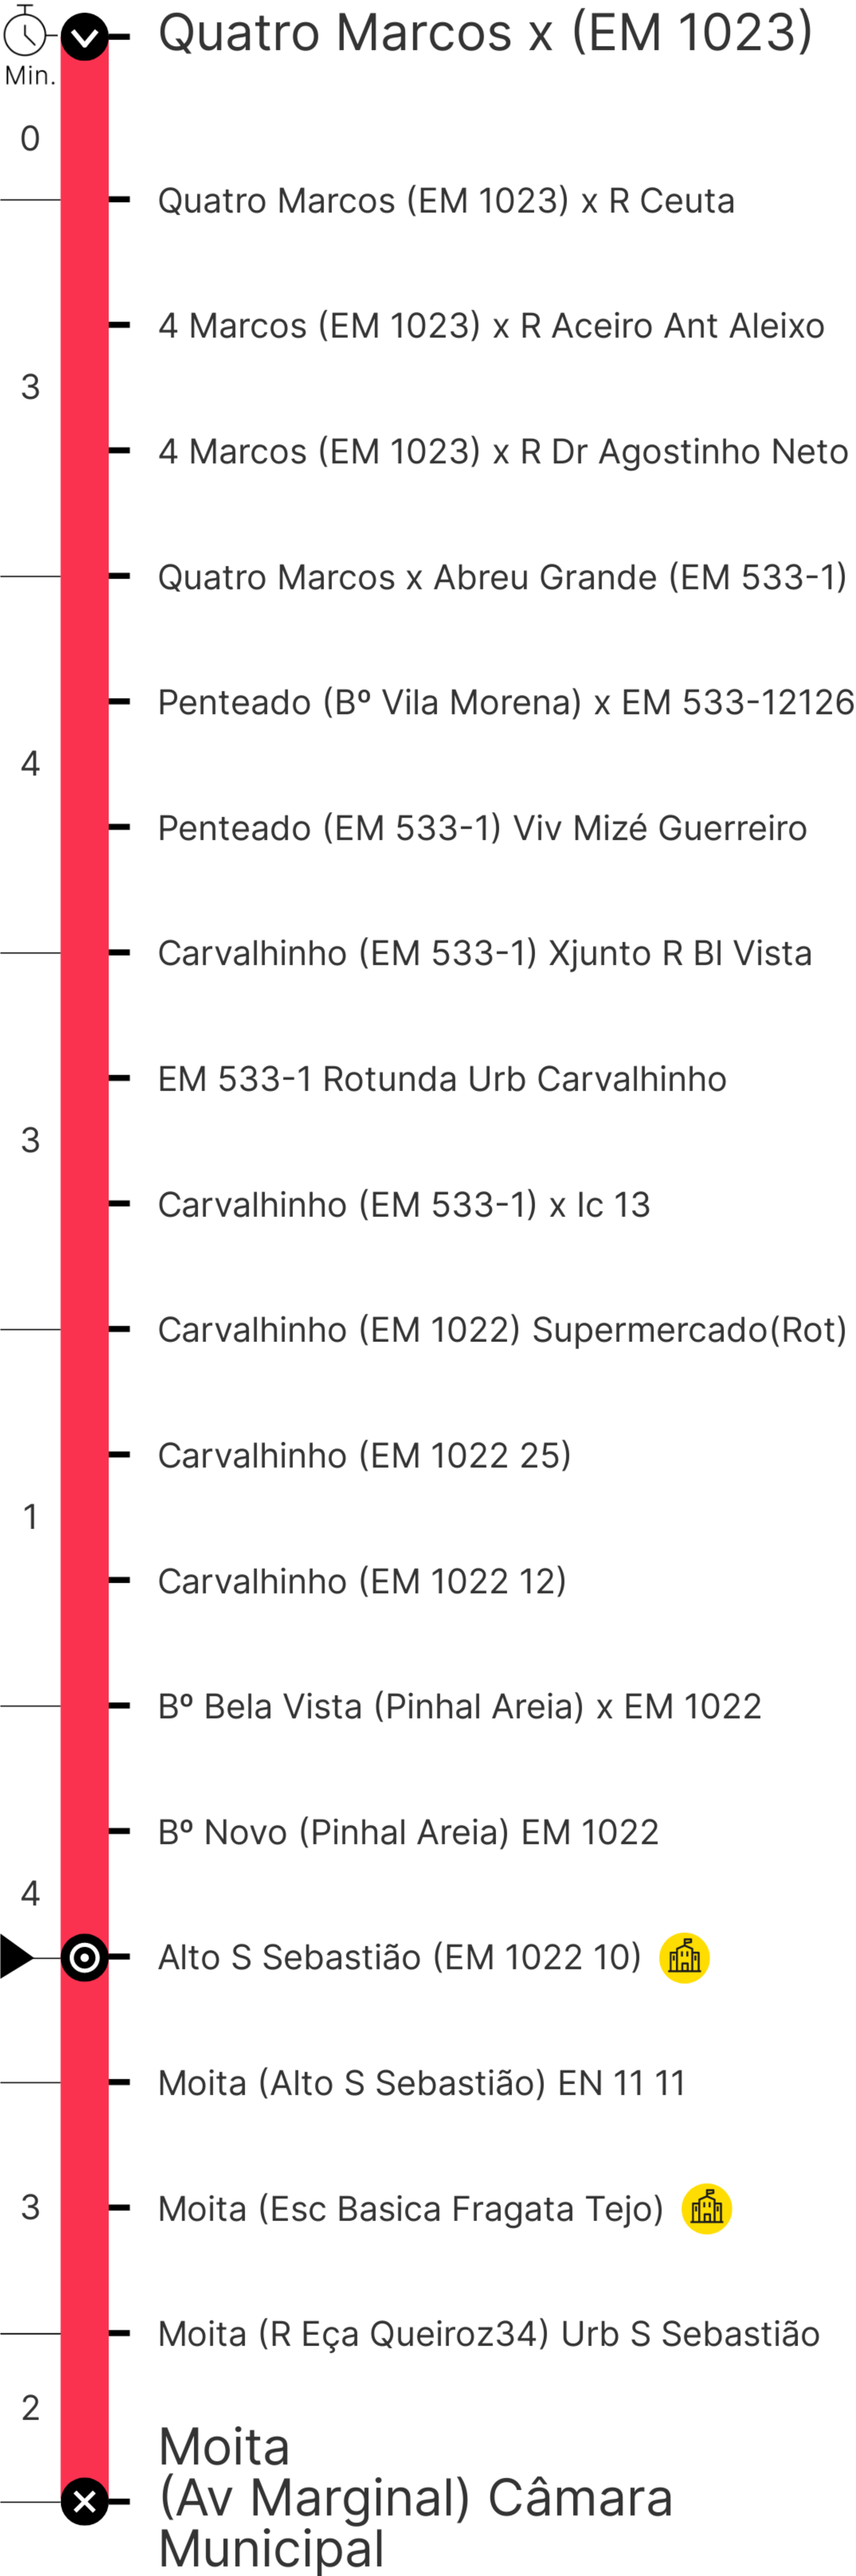 Quatro Marcos x (EM 1023)
Min.
0
Quatro Marcos (EM 1023) x R Ceuta
4 Marcos (EM 1023) x R Aceiro Ant Aleixo
3
4 Marcos (EM 1023) x R Dr Agostinho Neto
Quatro Marcos x Abreu Grande (EM 533-1)
Penteado (Bº Vila Morena) x EM 533-12126
4
Penteado (EM 533-1) Viv Mizé Guerreiro
Carvalhinho (EM 533-1) Xjunto R Bl Vista
EM 533-1 Rotunda Urb Carvalhinho
3
Carvalhinho (EM 533-1) x Ic 13
Carvalhinho (EM 1022) Supermercado(Rot)
Carvalhinho (EM 1022 25)
1
Carvalhinho (EM 1022 12)
Bº Bela Vista (Pinhal Areia) x EM 1022
Bº Novo (Pinhal Areia) EM 1022
4
Alto S Sebastião (EM 1022 10)
Moita (Alto S Sebastião) EN 11 11
3
Moita (Esc Basica Fragata Tejo)
Moita (R Eça Queiroz34) Urb S Sebastião
2
Moita
(Av Marginal) Câmara
Municipal